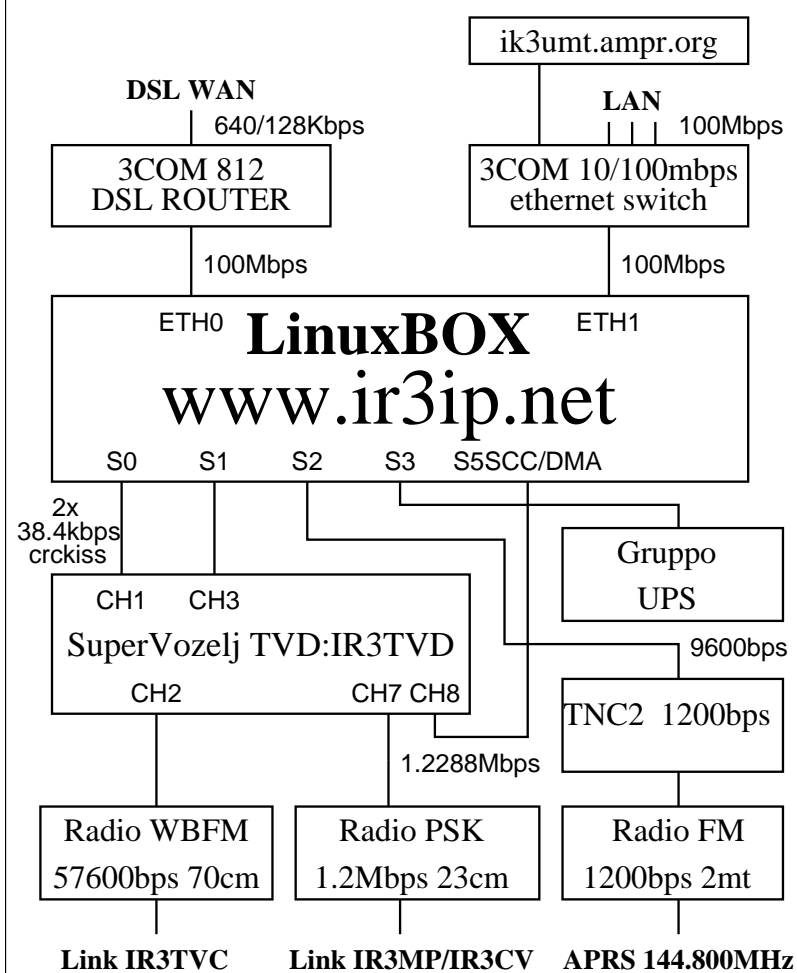 ik3umt.ampr.org
DSL WAN
LAN
640/128Kbps
100Mbps
3COM 812
DSL ROUTER
3COM 10/100mbps
ethernet switch
100Mbps
100Mbps
ETH0
ETH1
LinuxBOX
www.ir3ip.net
S0 S1 S2 S3 S5SCC/DMA
2x
38.4kbps
crckiss
Gruppo
UPS
CH1 CH3
SuperVozelj TVD:IR3TVD
CH2 CH7 CH8
9600bps
TNC2 1200bps
1.2288Mbps
Radio WBFM
57600bps 70cm
Radio PSK
1.2Mbps 23cm
Radio FM
1200bps 2mt
Link IR3TVC
Link IR3MP/IR3CV
APRS 144.800MHz